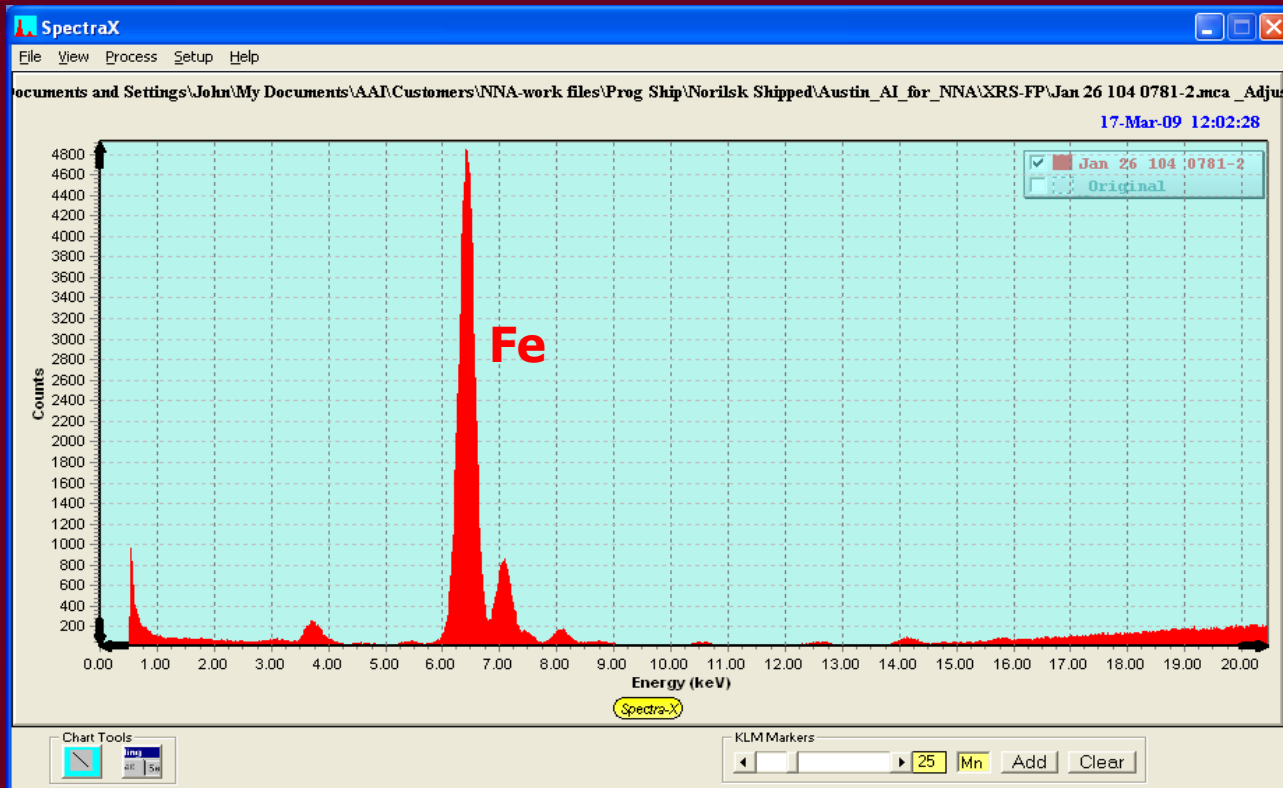 SpectraX
File View Process Setup Help
ocuments and Settings\John\My Documents\AAI\Customers\NNA-work files\Prog Ship\Norilsk Shipped\Austin_AI_for_NNA\XRS-FP\Jan 26 104 0781-2.mca _Adjus
17-Mar-09 12:02:28
Jan 26 104 0781-2
Original
4800
4600
4400
4200
4000
3800
3600
3400
3200
3000
2800
2600
2400
2200
2000
1800
1600
1400
1200
1000
800
600
400
200
Counts
Fe
0.00 1.00 2.00 3.00 4.00 5.00 6.00 7.00 8.00 9.00 10.00 11.00 12.00 13.00 14.00 15.00 16.00 17.00 18.00 19.00 20.00
Energy (keV)
Spectra-X
Chart Tools
KLM Markers
25 Mn Add Clear